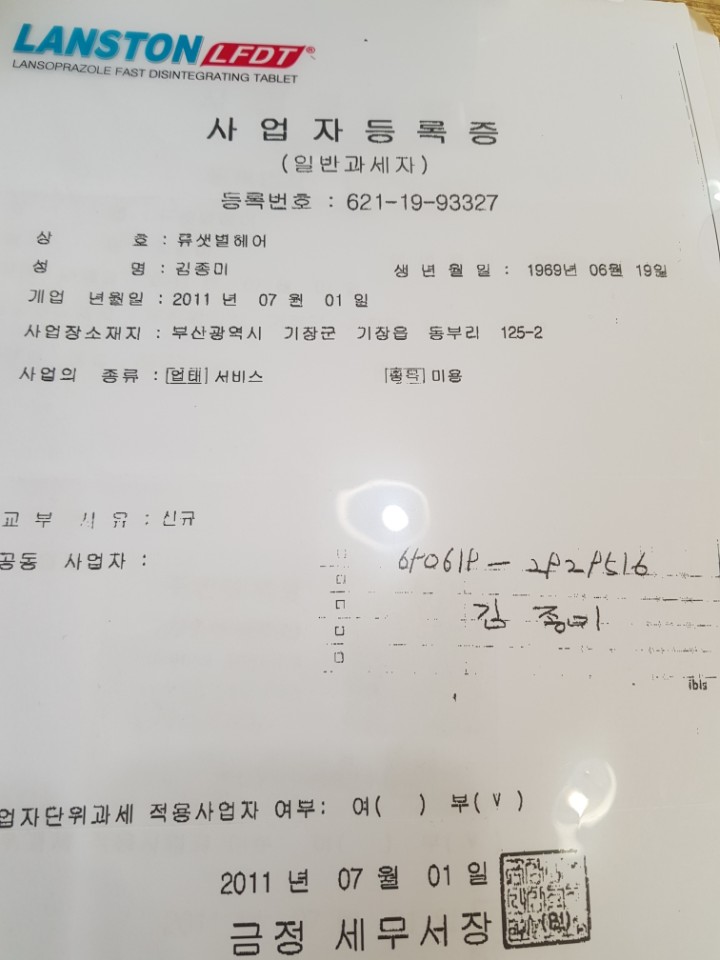 LANSTON LFDT®
LANSOPRAZOLE FAST DISINTEGRATING TABLET
사업자등록증
(일반과세자)
등록번호 : 621-19-93327
상 호 : 류샛별헤어
성 명 : 김종미 생년월일 : 1969년 06월 19일
개업 년월일 : 2011 년 07 월 01 일
사업장소재지 : 부산광역시 기장군 기장읍 동부리 125-2
사업의 종류 : [업태] 서비스 [종목] 미용
교부 사유 : 신규
공동 사업자 :
690619 - 2929516
김종미
ibls
업자단위과세 적용사업자 여부: 여( ) 부( V )
2011 년 07 월 01 일
금정 세무서장